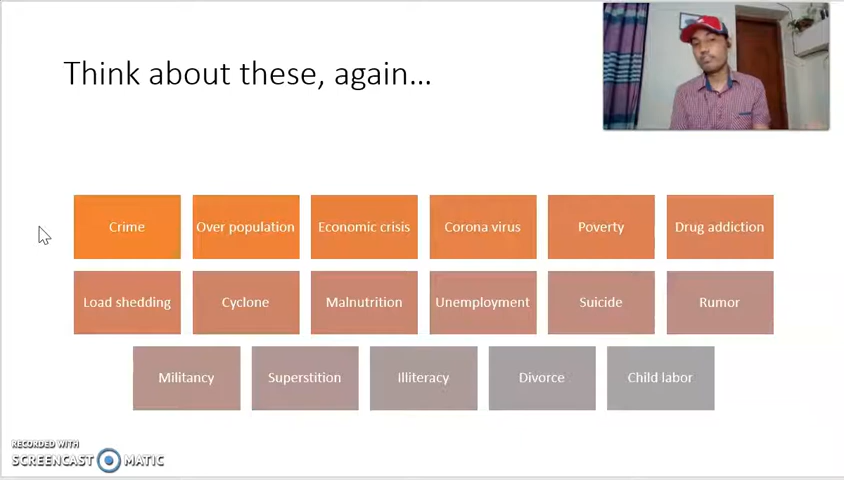 Think about these, again...
Crime Over population Economic crisis Corona virus Poverty Drug addiction
Load shedding Cyclone Malnutrition Unemployment Suicide Rumor
Militancy Superstition Illiteracy Divorce Child labor
RECORDED WITH
SCREENCAST MATIC